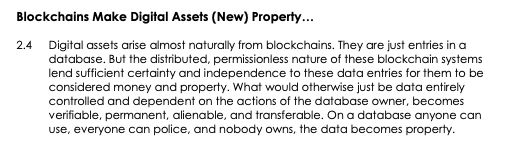 Blockchains Make Digital Assets (New) Property…
2.4 Digital assets arise almost naturally from blockchains. They are just entries in a
database. But the distributed, permissionless nature of these blockchain systems
lend sufficient certainty and independence to these data entries for them to be
considered money and property. What would otherwise just be data entirely
controlled and dependent on the actions of the database owner, becomes
verifiable, permanent, alienable, and transferable. On a database anyone can
use, everyone can police, and nobody owns, the data becomes property.